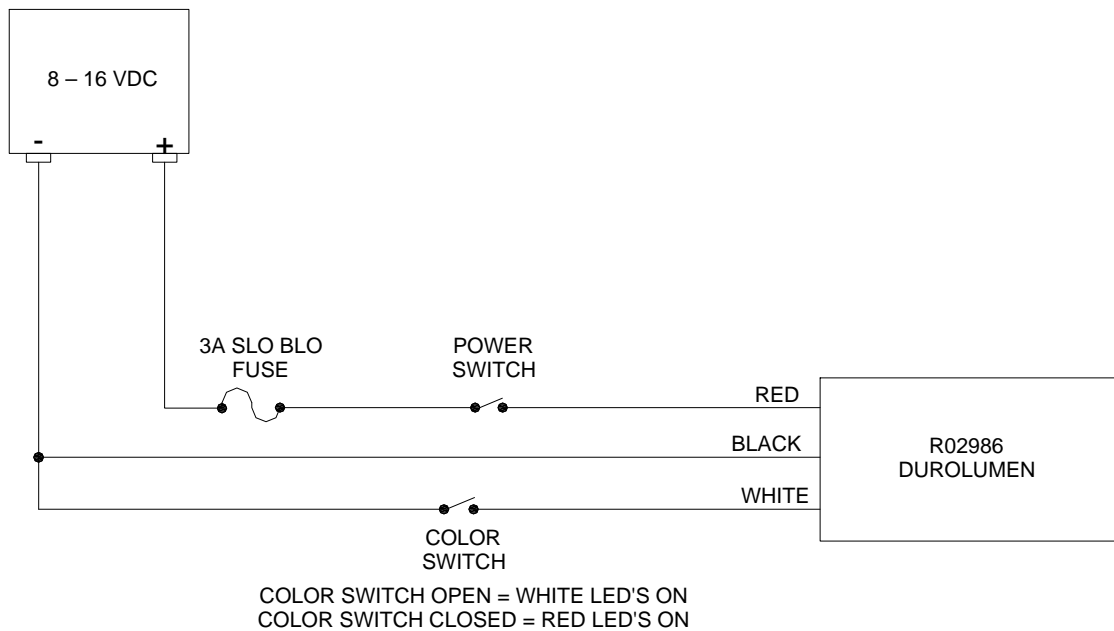 8 – 16 VDC
- +
3A SLO BLO
FUSE
POWER
SWITCH
RED
BLACK
WHITE
R02986
DUROLUMEN
COLOR
SWITCH
COLOR SWITCH OPEN = WHITE LED'S ON
COLOR SWITCH CLOSED = RED LED'S ON